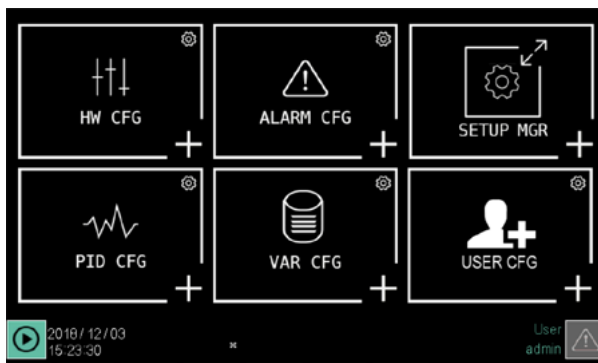 HW CFG
ALARM CFG
SETUP MGR
PID CFG
VAR CFG
USER CFG
2018/12/03
15:23:30
User
admin